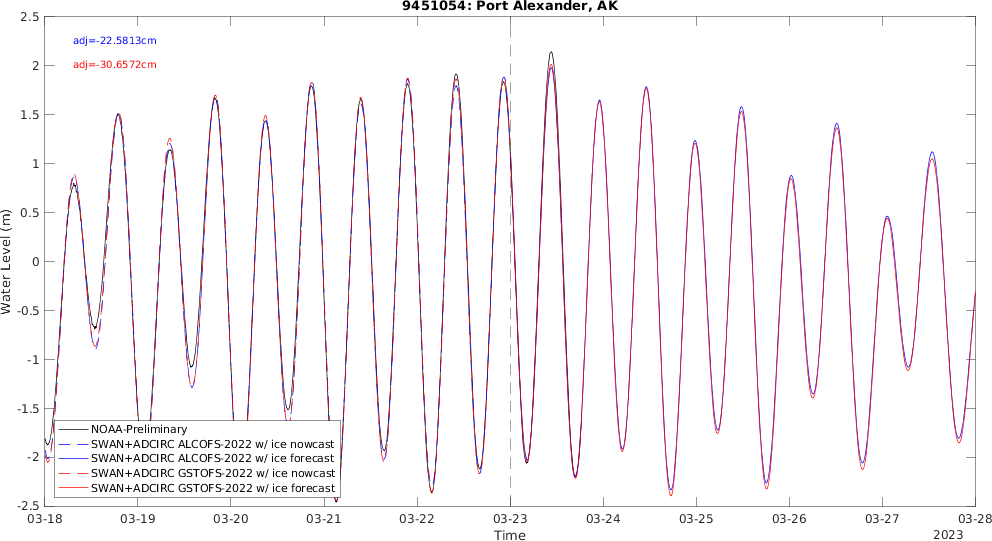 9451054: Port Alexander, AK
adj=-22.5813cm
adj=-30.6572cm
Water Level (m)
2.5
2
1.5
1
0.5
0
-0.5
-1
-1.5
-2
-2.5
NOAA-Preliminary
SWAN+ADCIRC ALCOFS-2022 w/ ice nowcast
SWAN+ADCIRC ALCOFS-2022 w/ ice forecast
SWAN+ADCIRC GSTOFS-2022 w/ ice nowcast
SWAN+ADCIRC GSTOFS-2022 w/ ice forecast
03-18 03-19 03-20 03-21 03-22 03-23 03-24 03-25 03-26 03-27 03-28
Time
2023